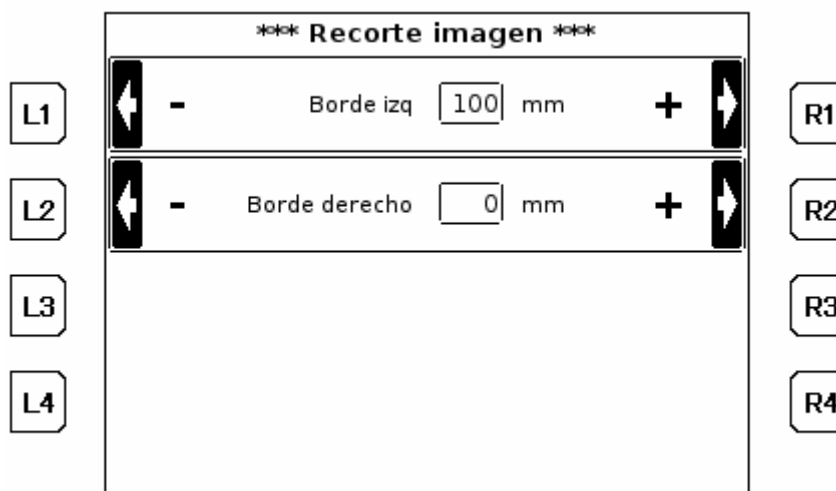 *** Recorte imagen ***
L1 - Borde izq 100 mm + R1
L2 - Borde derecho 0 mm + R2
L3 R3
L4 R4